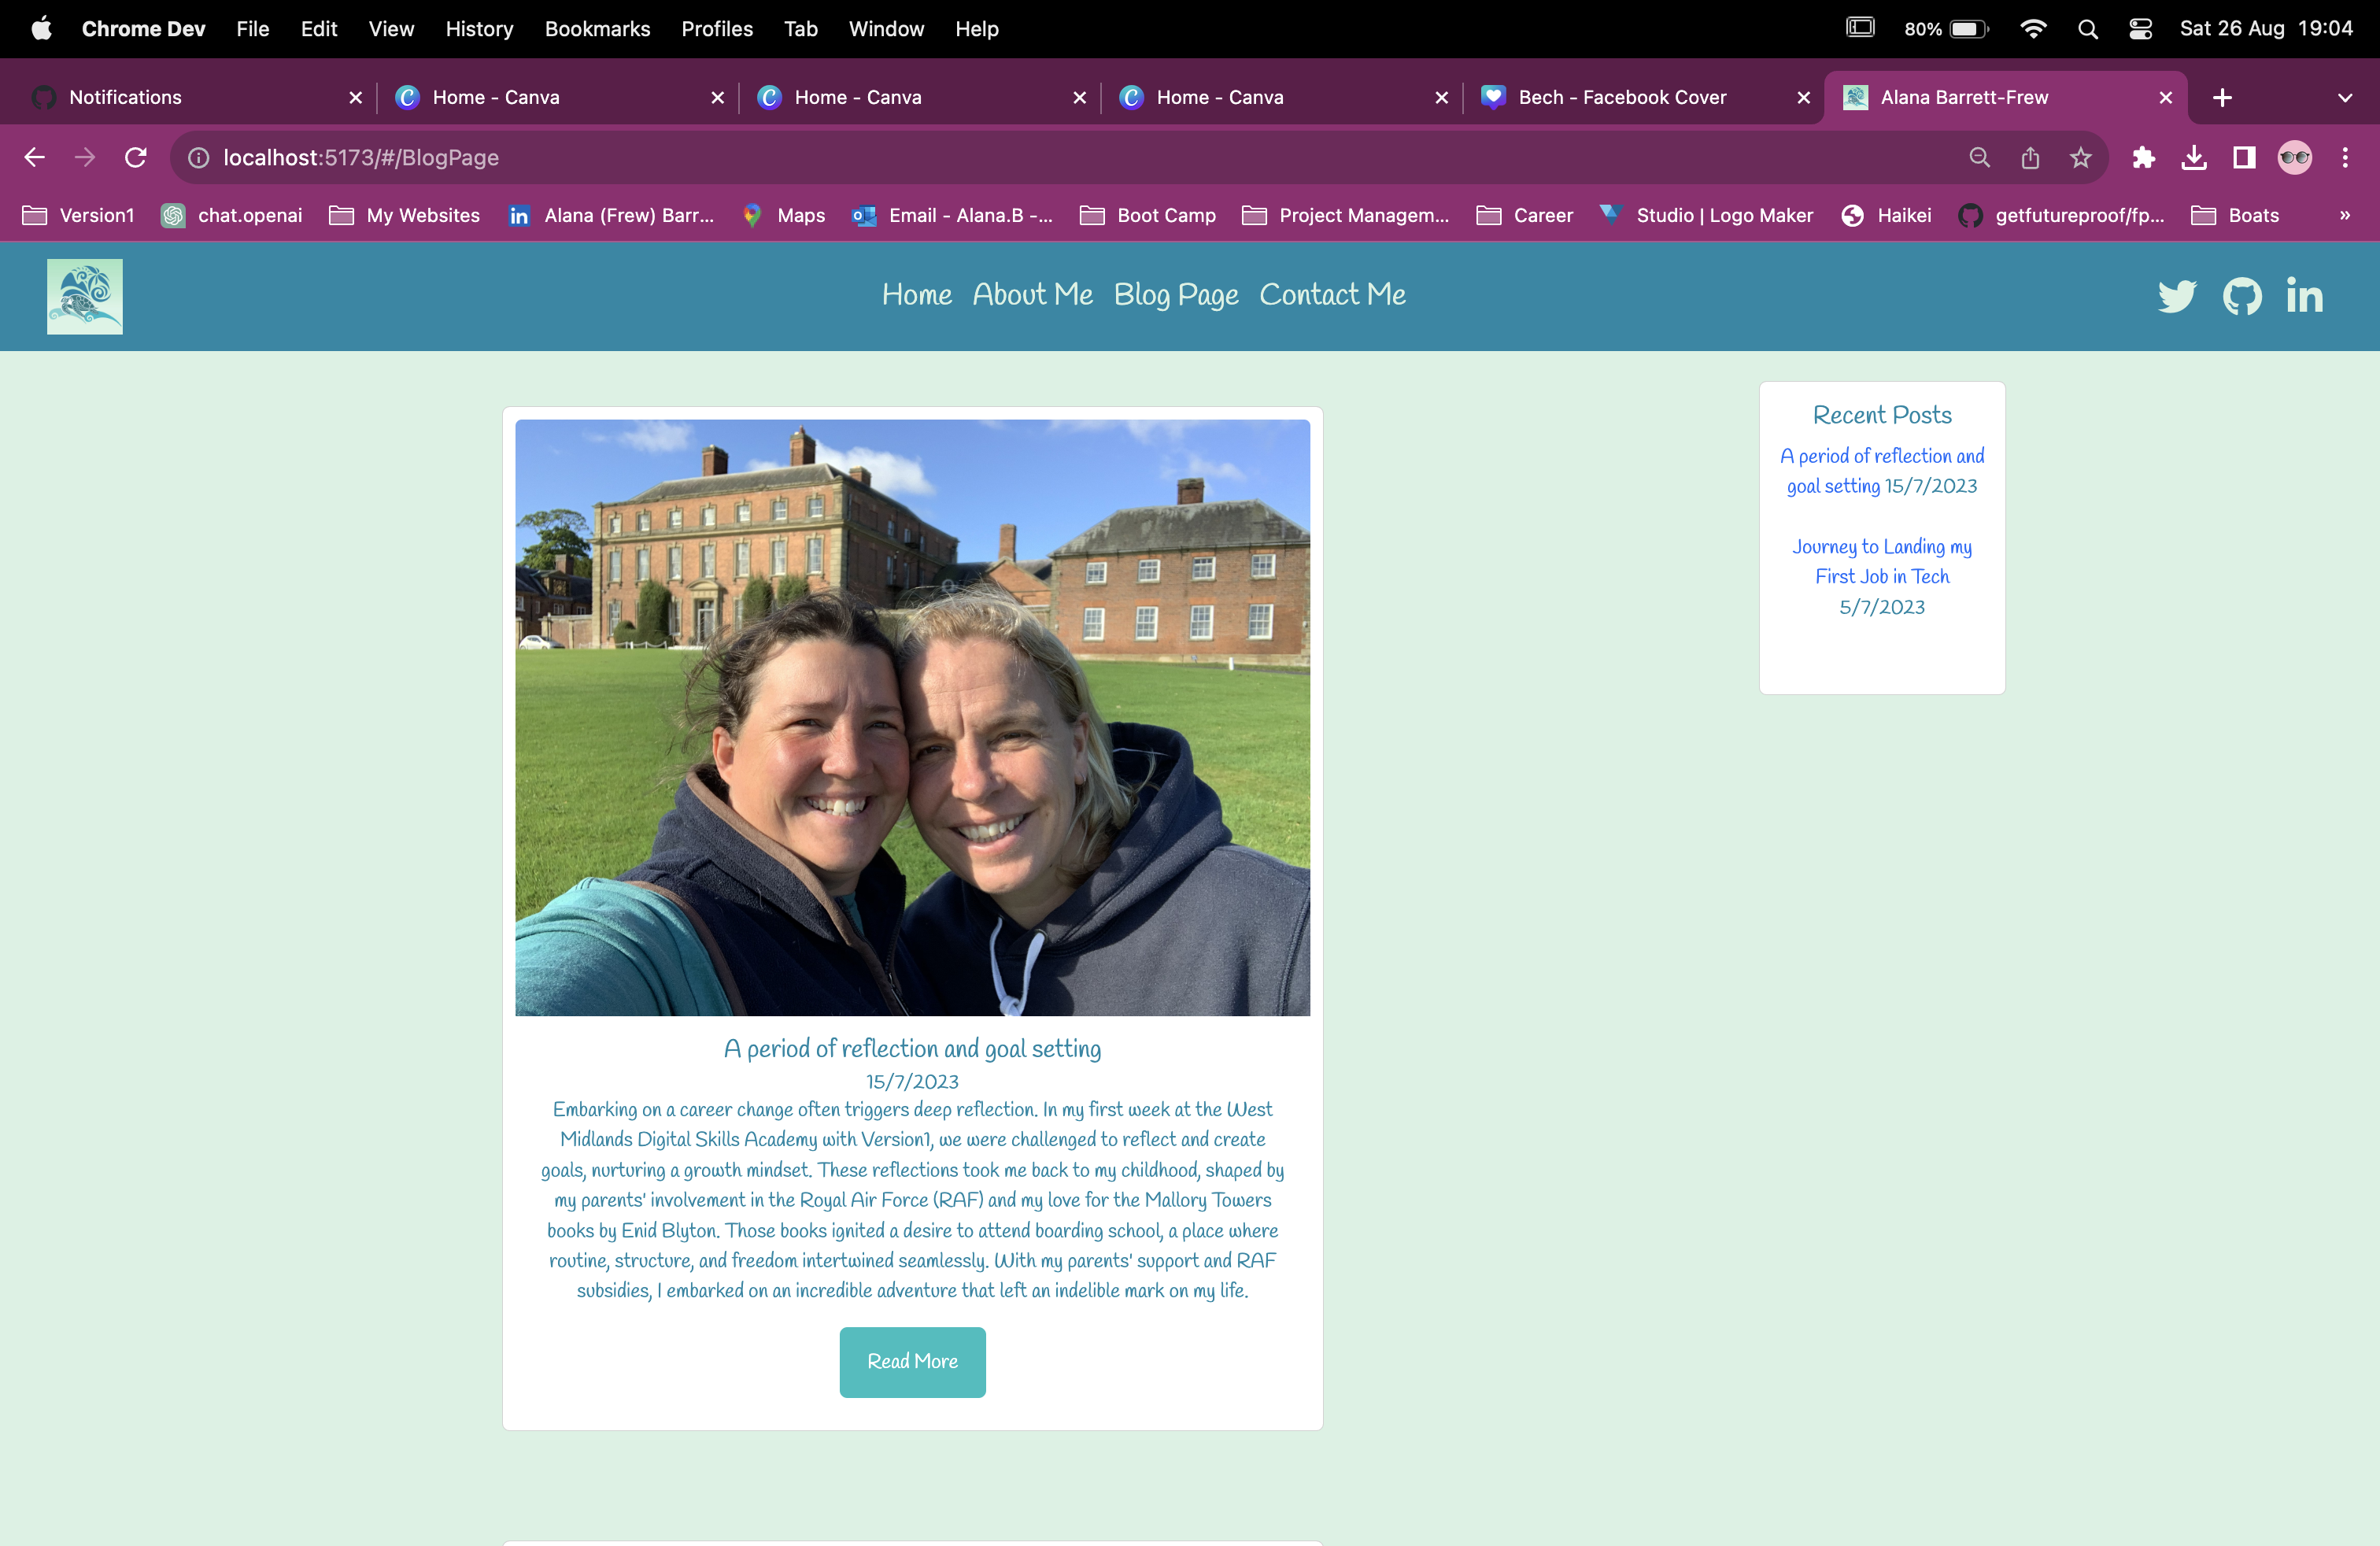 Chrome Dev File Edit View History Bookmarks Profiles Tab Window Help 80% Sat 26 Aug 19:04
Notifications Home - Canva Home - Canva Home - Canva Bech - Facebook Cover Alana Barrett-Frew
localhost:5173/#/BlogPage
Version1 chat.openai My Websites Alana (Frew) Barr... Maps Email - Alana.B -... Boot Camp Project Managem... Career Studio | Logo Maker Haikei getfutureproof/fp... Boats »
Home About Me Blog Page Contact Me
Recent Posts
A period of reflection and
goal setting 15/7/2023
Journey to Landing my
First Job in Tech
5/7/2023
A period of reflection and goal setting
15/7/2023
Embarking on a career change often triggers deep reflection. In my first week at the West
Midlands Digital Skills Academy with Version1, we were challenged to reflect and create
goals, nurturing a growth mindset. These reflections took me back to my childhood, shaped by
my parents' involvement in the Royal Air Force (RAF) and my love for the Mallory Towers
books by Enid Blyton. Those books ignited a desire to attend boarding school, a place where
routine, structure, and freedom intertwined seamlessly. With my parents' support and RAF
subsidies, I embarked on an incredible adventure that left an indelible mark on my life.
Read More